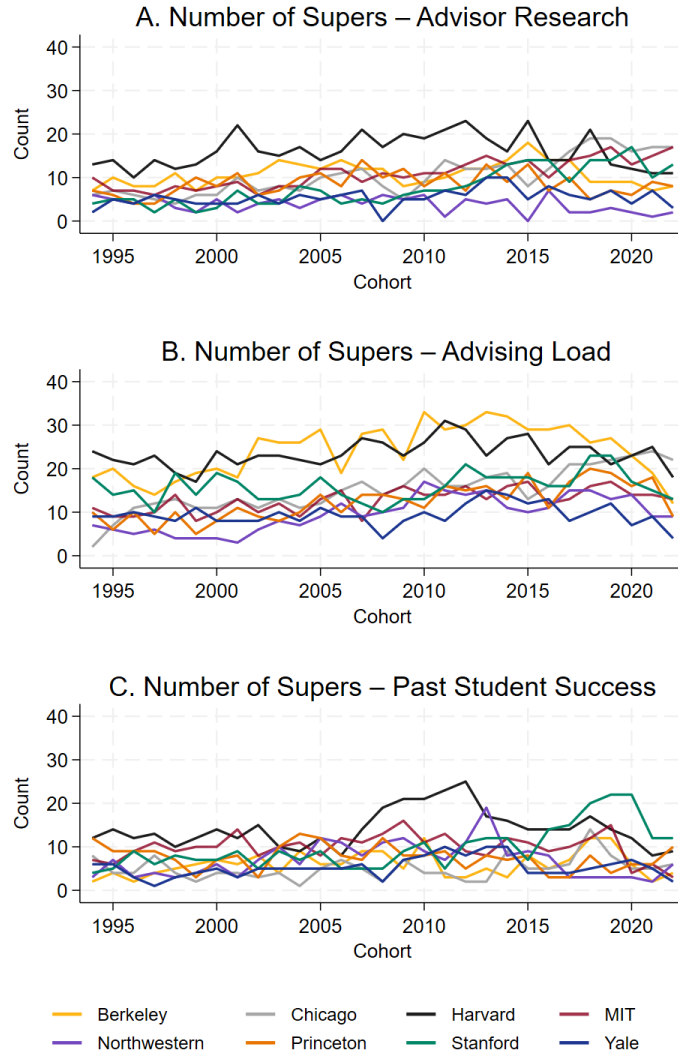 A. Number of Supers – Advisor Research
40
30
20
10
0
Count
1995 2000 2005 2010 2015 2020
Cohort
B. Number of Supers – Advising Load
40
30
20
10
0
Count
1995 2000 2005 2010 2015 2020
Cohort
C. Number of Supers – Past Student Success
40
30
20
10
0
Count
1995 2000 2005 2010 2015 2020
Cohort
Berkeley Chicago Harvard MIT
Northwestern Princeton Stanford Yale